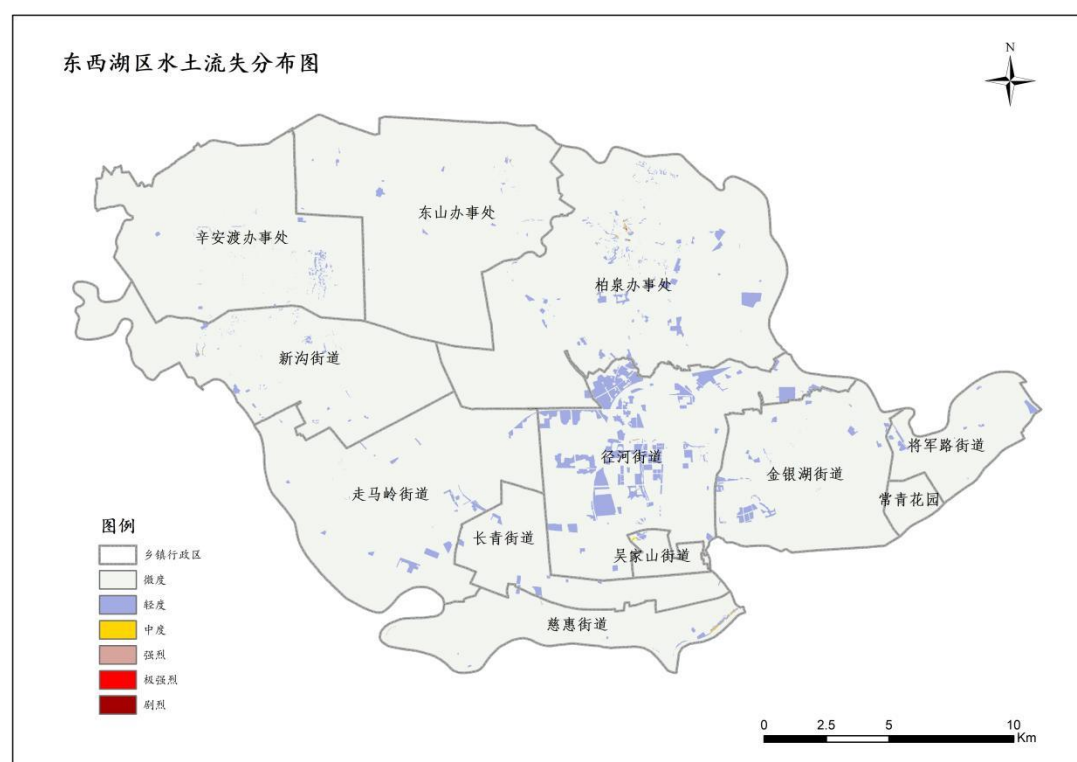 东西湖区水土流失分布图
N
东山办事处
辛安渡办事处
柏泉办事处
新沟街道
将军路街道
径河街道
金银湖街道
走马岭街道
常青花园
长青街道
吴家山街道
慈惠街道
图例
乡镇行政区
微度
轻度
中度
强烈
极强烈
剧烈
0 2.5 5 10
Km